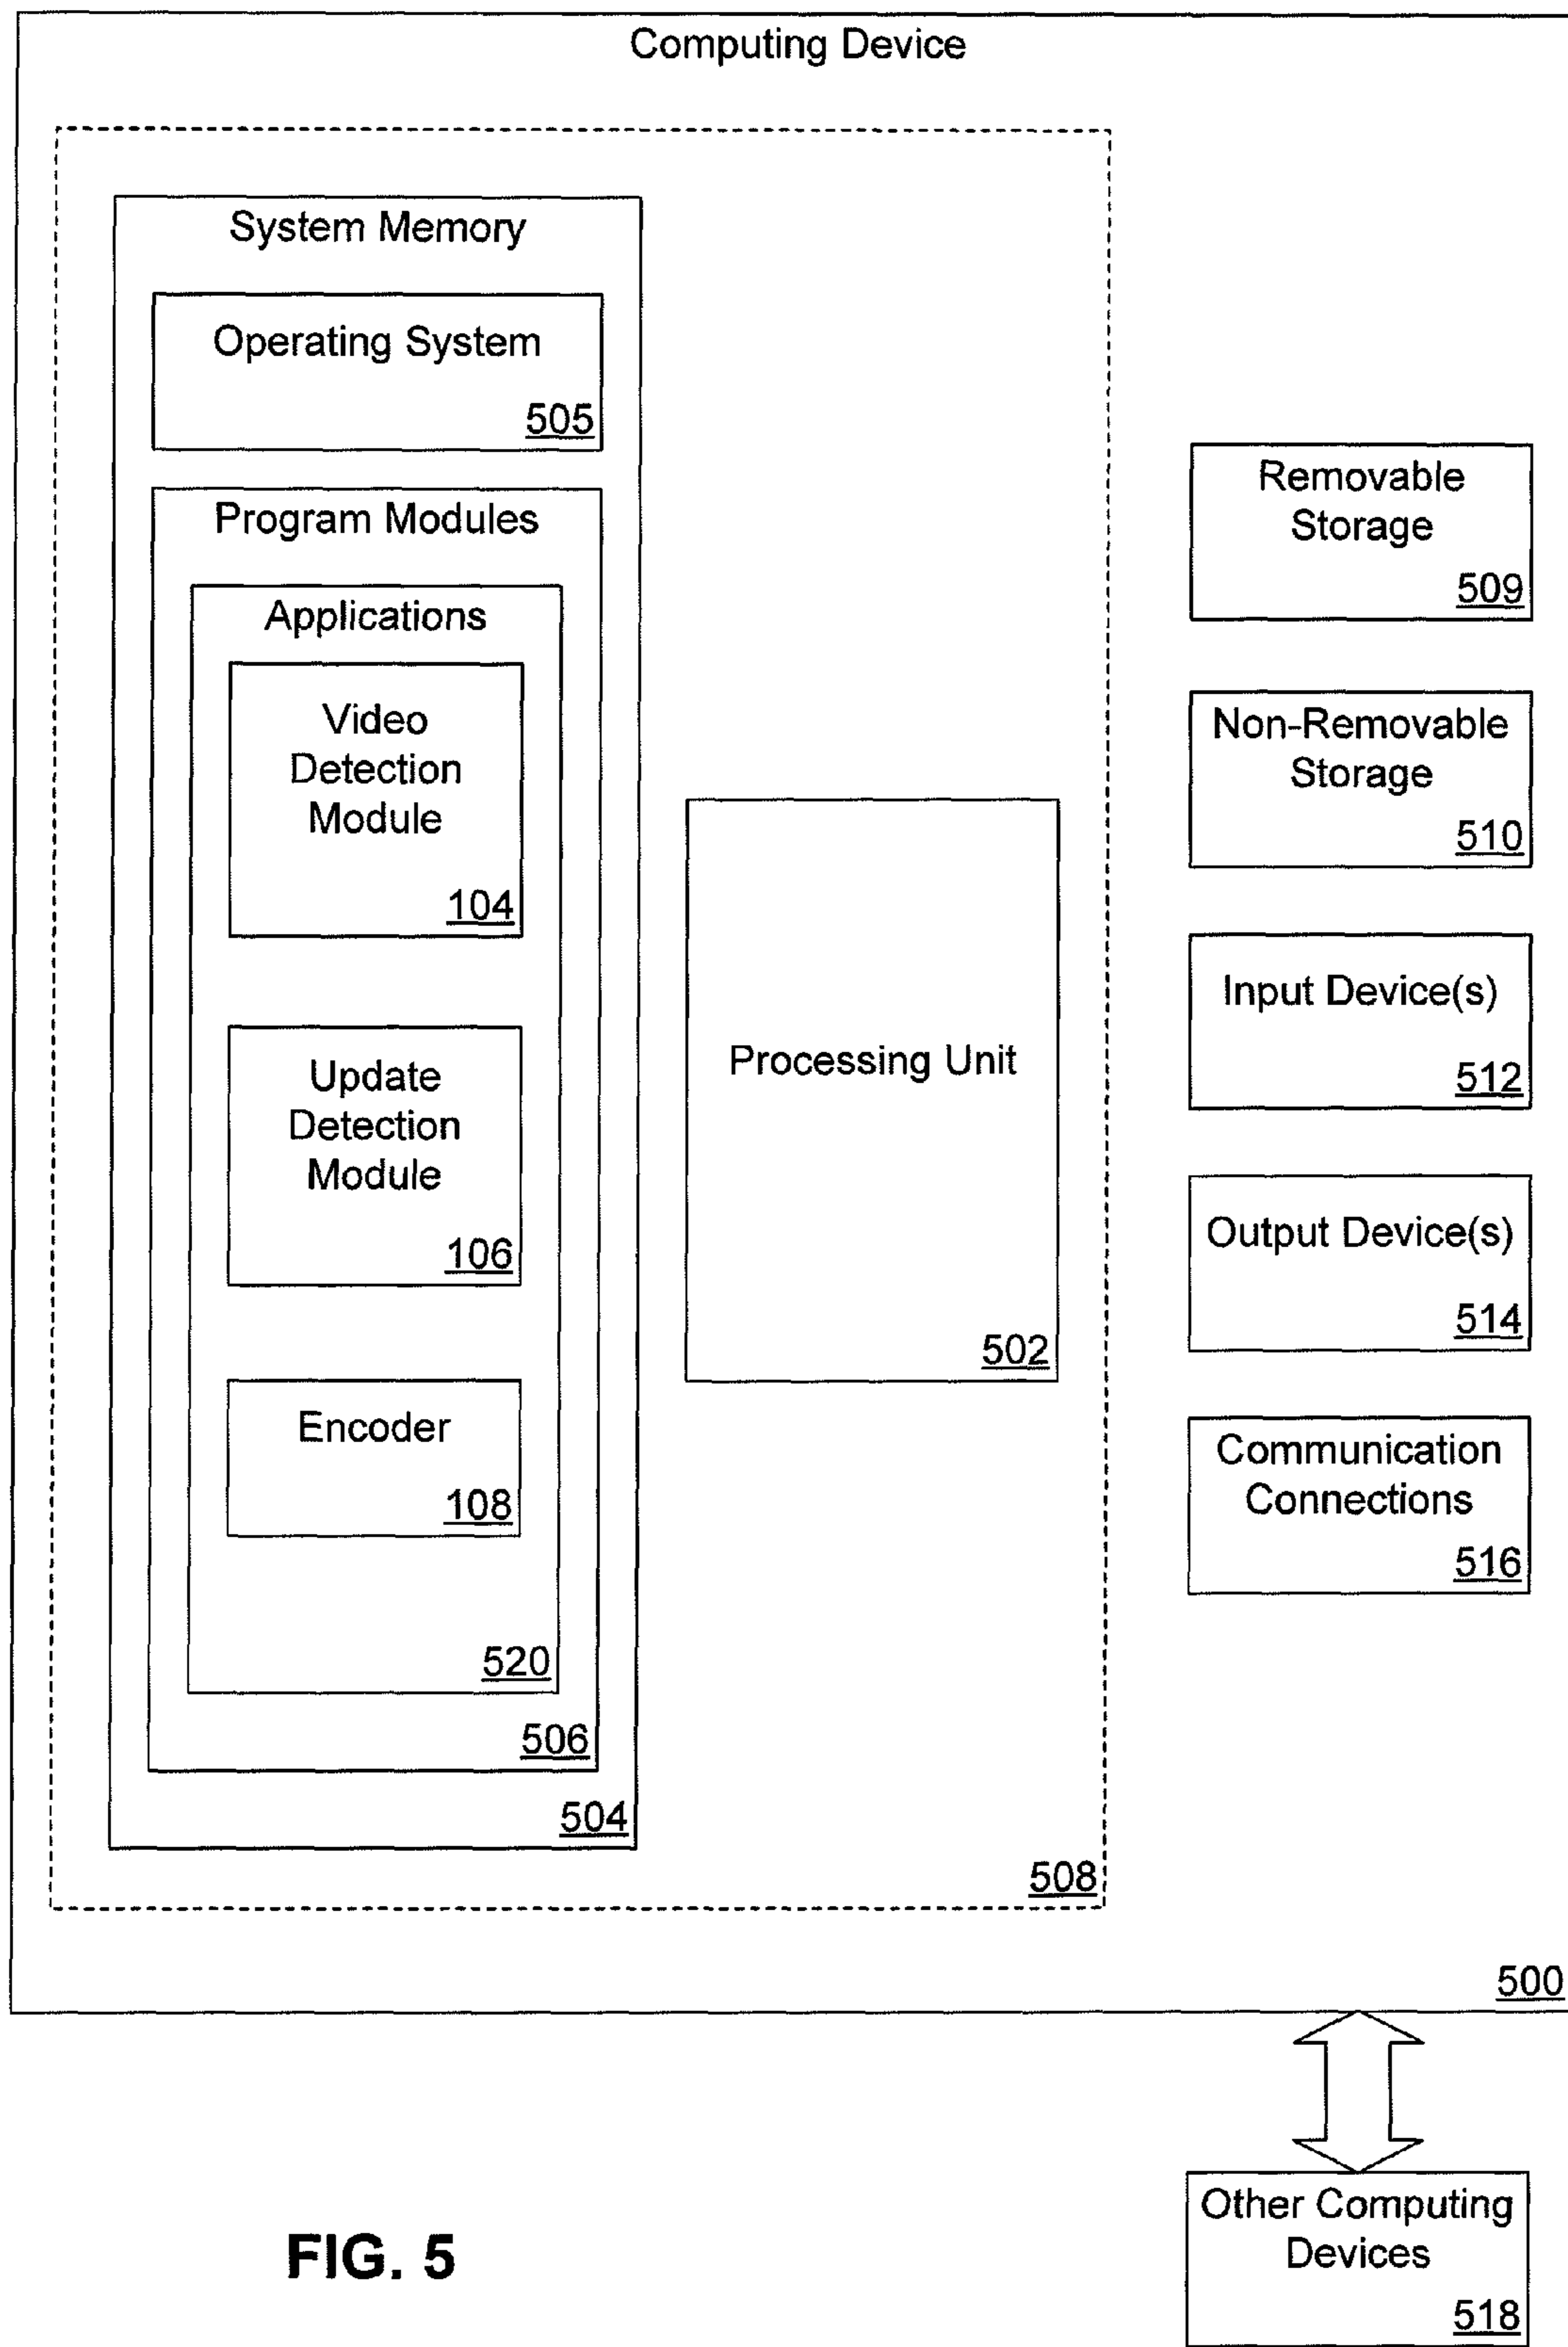 Computing Device
System Memory
Operating System
505
Program Modules
Applications
Video
Detection
Module
104
Update
Detection
Module
106
Encoder
108
520
506
504
Processing Unit
502
508
Removable
Storage
509
Non-Removable
Storage
510
Input Device(s)
512
Output Device(s)
514
Communication
Connections
516
500
Other Computing
Devices
518
FIG. 5